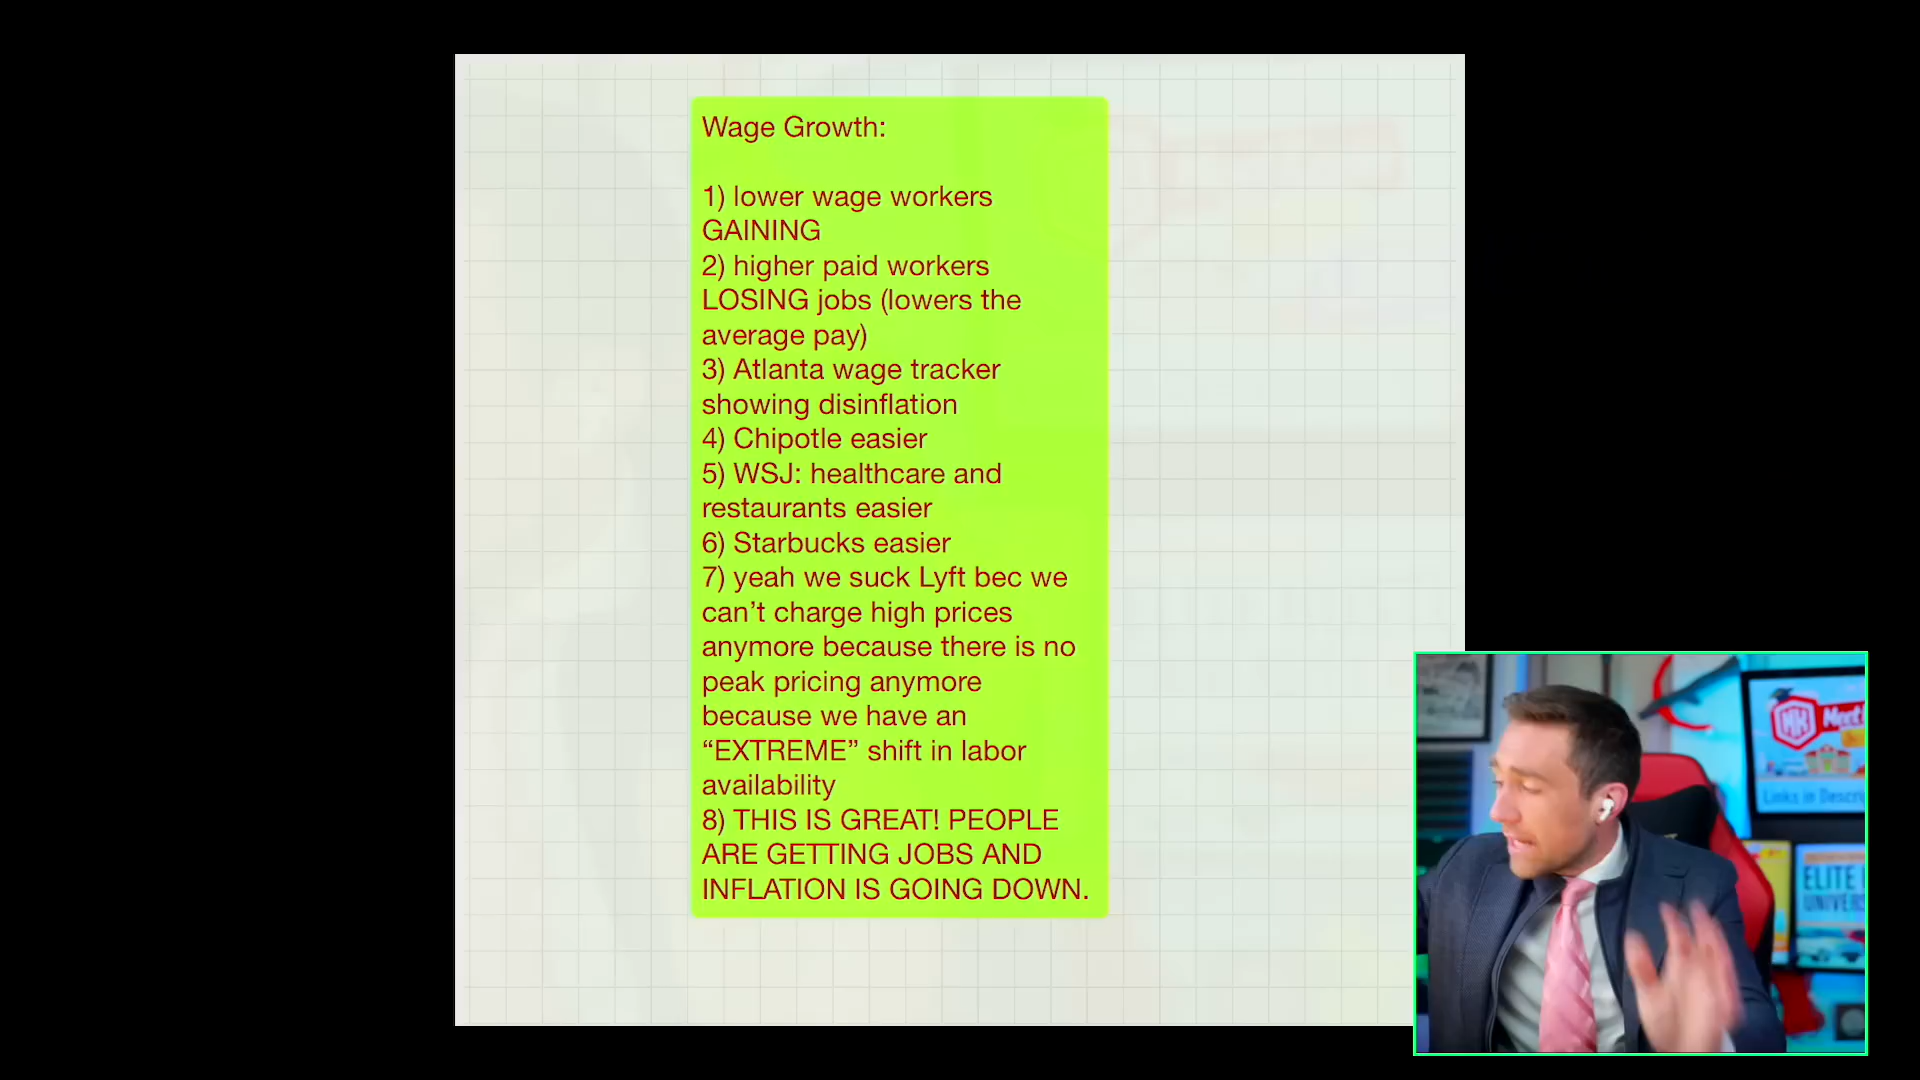 Wage Growth:
1) lower wage workers
GAINING
2) higher paid workers
LOSING jobs (lowers the
average pay)
3) Atlanta wage tracker
showing disinflation
4) Chipotle easier
5) WSJ: healthcare and
restaurants easier
6) Starbucks easier
7) yeah we suck Lyft bec we
can’t charge high prices
anymore because there is no
peak pricing anymore
because we have an
“EXTREME” shift in labor
availability
8) THIS IS GREAT! PEOPLE
ARE GETTING JOBS AND
INFLATION IS GOING DOWN.
Links in
ELITE